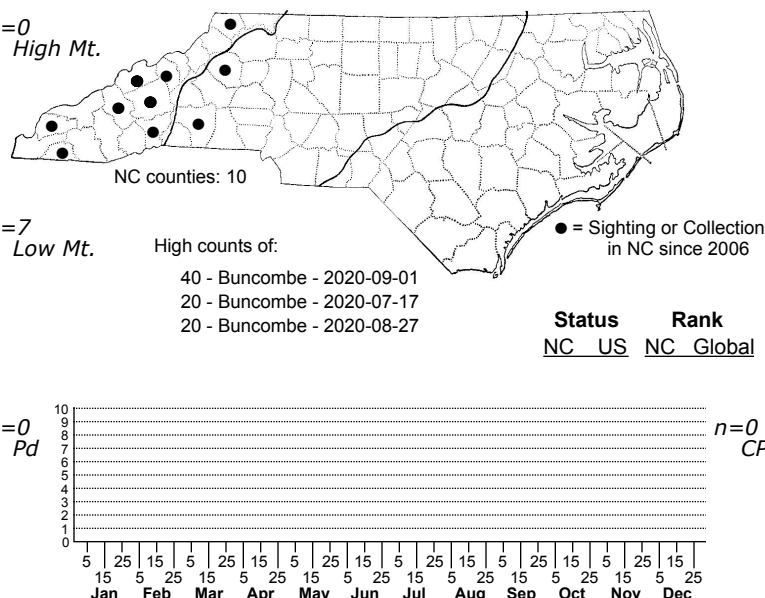 =0
High Mt.
NC counties: 10
=7
Low Mt.
High counts of:
40 - Buncombe - 2020-09-01
20 - Buncombe - 2020-07-17
20 - Buncombe - 2020-08-27
● = Sighting or Collection
in NC since 2006
Status Rank
NC US NC Global
=0
Pd
n=0
CP
10
9
8
7
6
5
4
3
2
1
0
5 25 15 5 25 15 5 25 15 5 25 15 5 25 15 5 25 15
15 5 25 15 5 25 15 5 25 15 5 25 15 5 25 15 5 25
Jan Feb Mar Apr May Jun Jul Aug Sep Oct Nov Dec